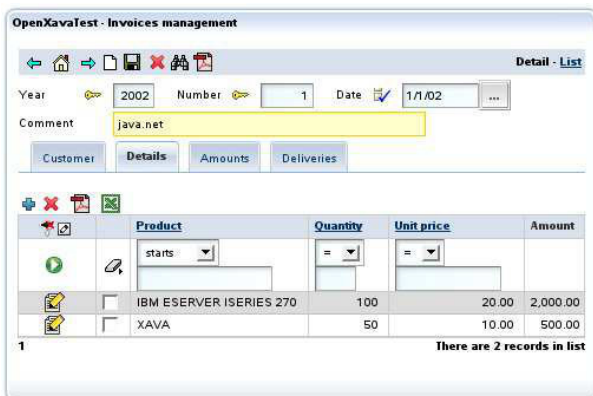 OpenXavaTest - Invoices management
Detail - List
Year 2002 Number 1 Date 1/1/02 ...
Comment java.net
Customer Details Amounts Deliveries
Product Quantity Unit price Amount
starts = =
IBM ESERVER ISERIES 270 100 20.00 2,000.00
XAVA 50 10.00 500.00
1 There are 2 records in list